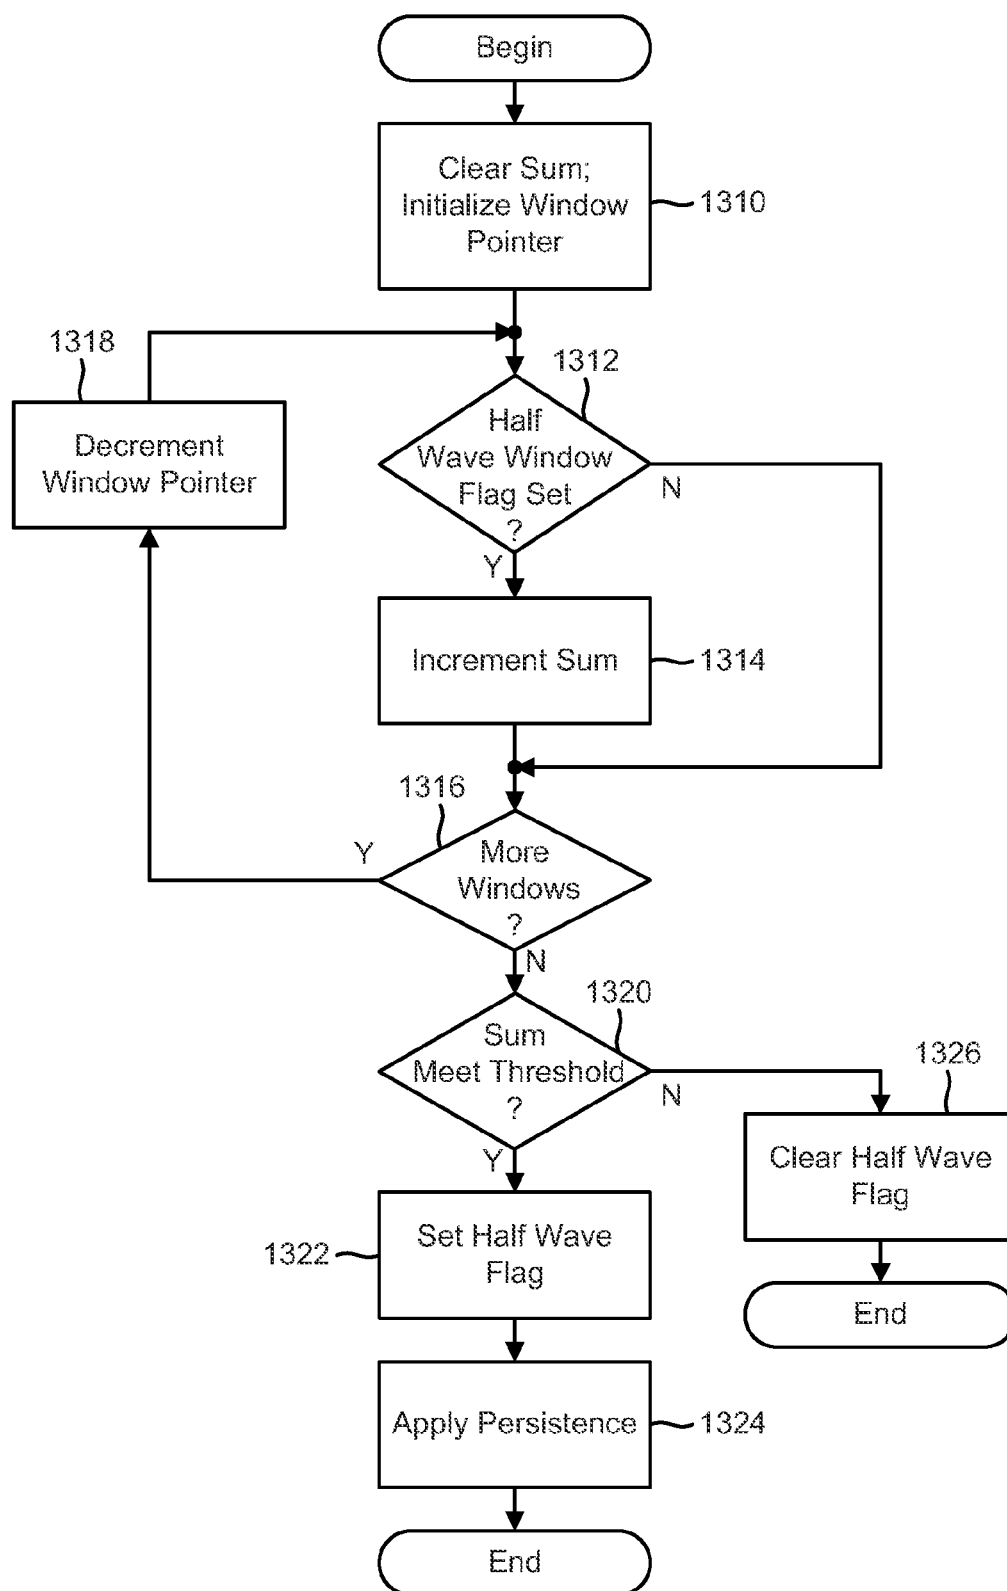 Begin
Clear Sum;
Initialize Window
Pointer
1310
1318
Decrement
Window Pointer
1312
Half
Wave Window
Flag Set
?
N
Y
Increment Sum
1314
1316
Y
More
Windows
?
N
1320
Sum
Meet Threshold
?
N
Y
1326
Clear Half Wave
Flag
End
1322
Set Half Wave
Flag
Apply Persistence
1324
End